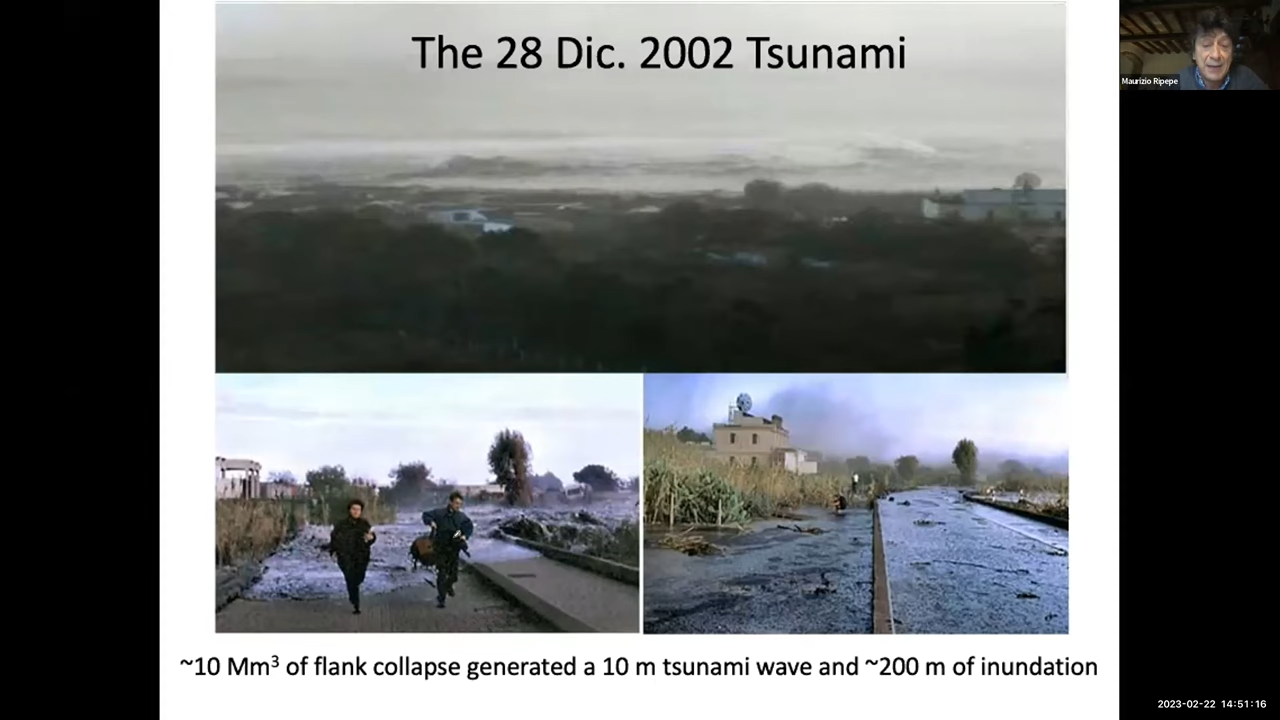 The 28 Dic. 2002 Tsunami
Maurizio Ripepe
~10 Mm³ of flank collapse generated a 10 m tsunami wave and ~200 m of inundation
2023-02-22 14:51:16